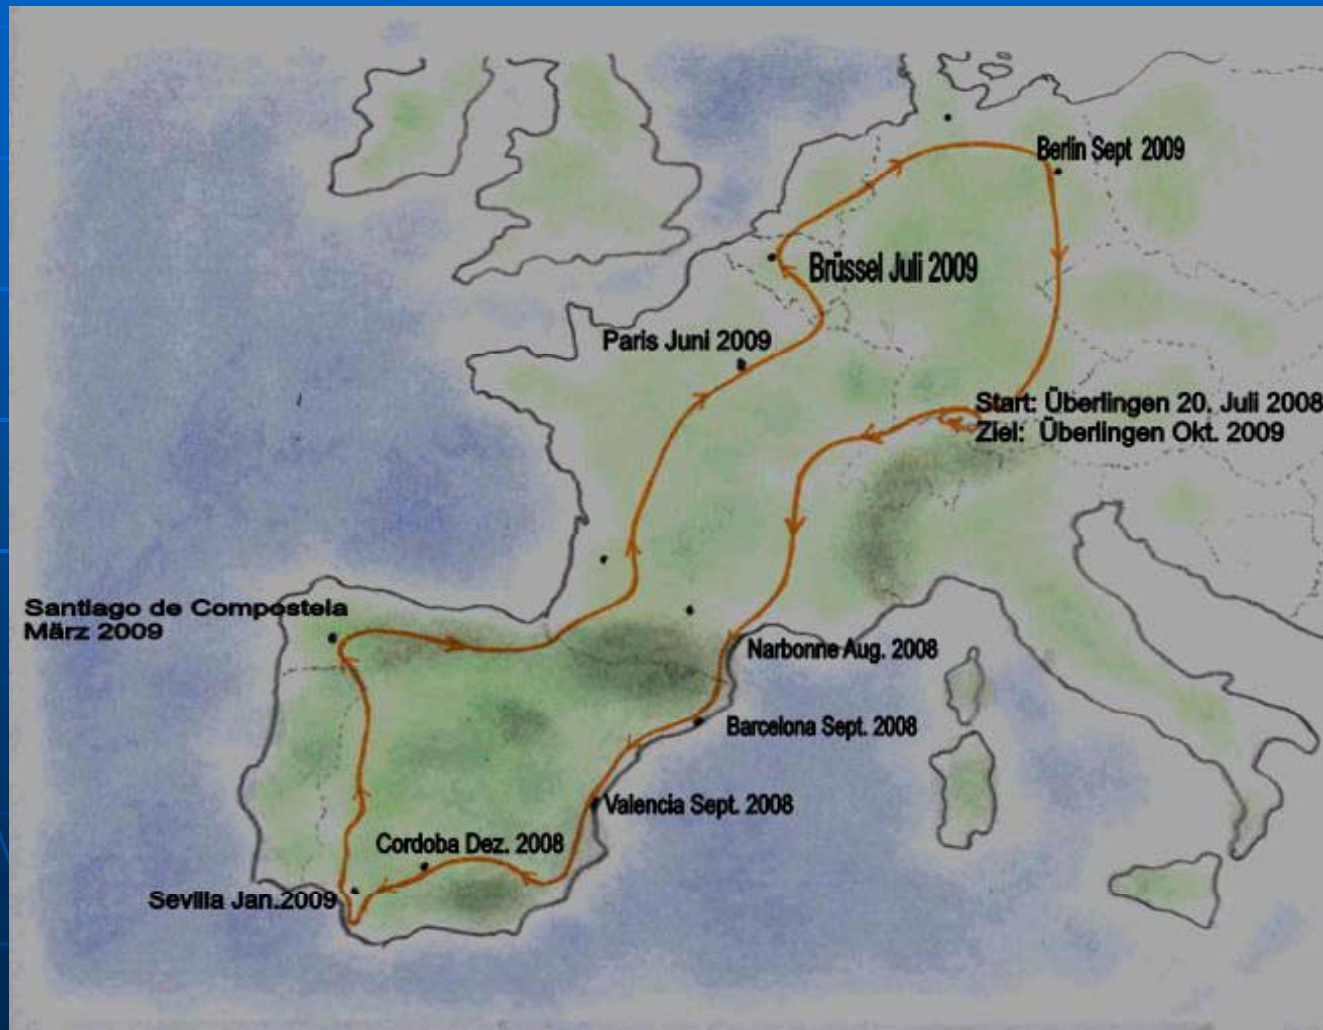 Berlin Sept 2009
Brüssel Juli 2009
Paris Juni 2009
Start: Überlingen 20. Juli 2008
Ziel: Überlingen Okt. 2009
Santiago de Compostela
März 2009
Narbonne Aug. 2008
Barcelona Sept. 2008
Valencia Sept. 2008
Cordoba Dez. 2008
Sevilla Jan.2009